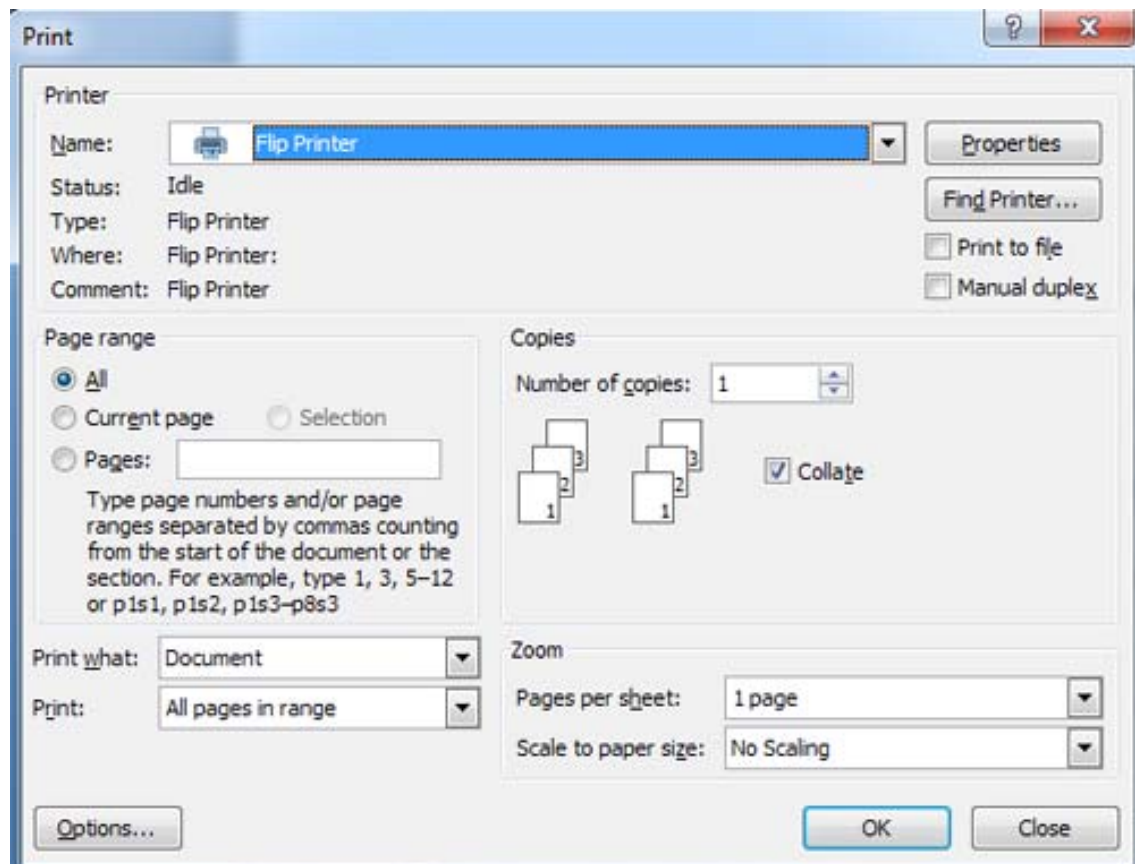 Print
Printer
Name: Flip Printer
Properties
Status: Idle
Find Printer...
Type: Flip Printer
Where: Flip Printer:
Print to file
Comment: Flip Printer
Manual duplex
Page range
All
Current page
Selection
Pages:
Type page numbers and/or page
ranges separated by commas counting
from the start of the document or the
section. For example, type 1, 3, 5–12
or p1s1, p1s2, p1s3–p8s3
Copies
Number of copies: 1
3
2
1
3
2
1
Collate
Print what: Document
Print: All pages in range
Zoom
Pages per sheet: 1 page
Scale to paper size: No Scaling
Options...
OK
Close